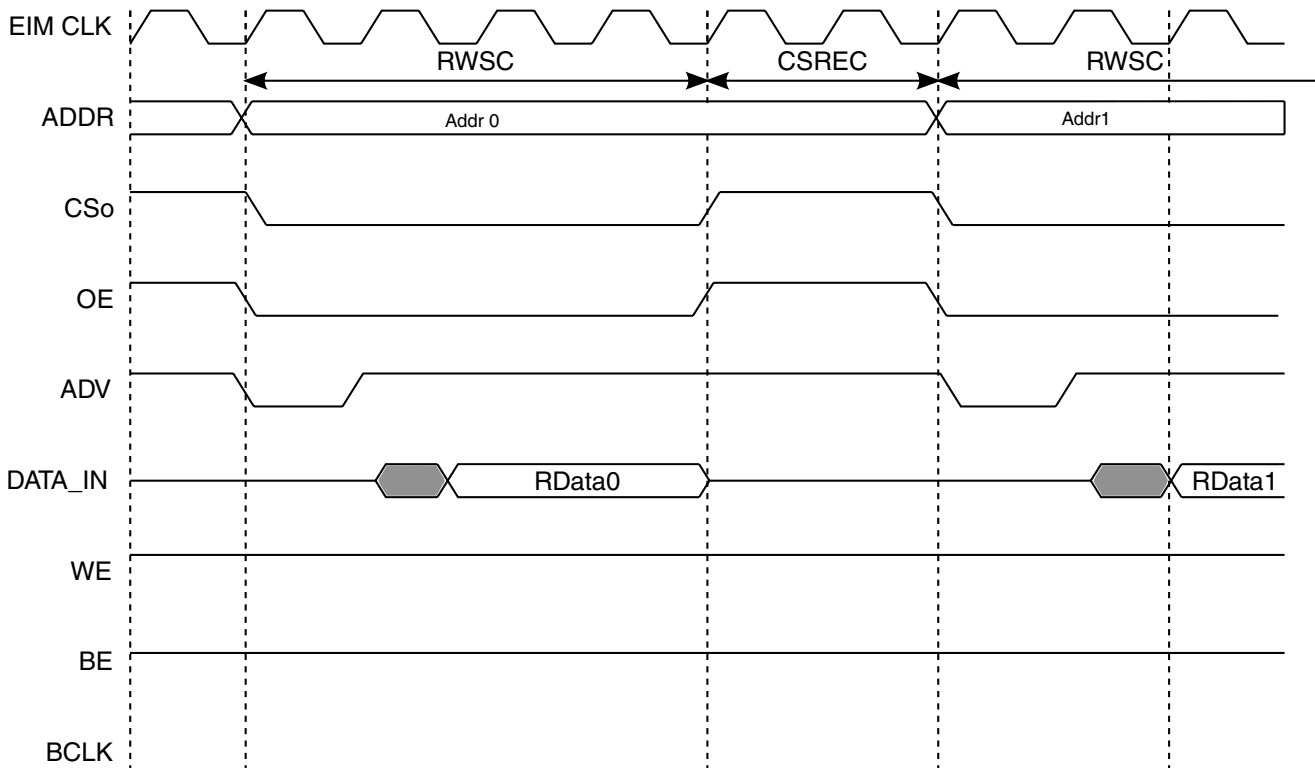 EIM CLK
RWSC CSREC RWSC
ADDR Addr 0 Addr1
CSo
OE
ADV
DATA_IN RData0 RData1
WE
BE
BCLK